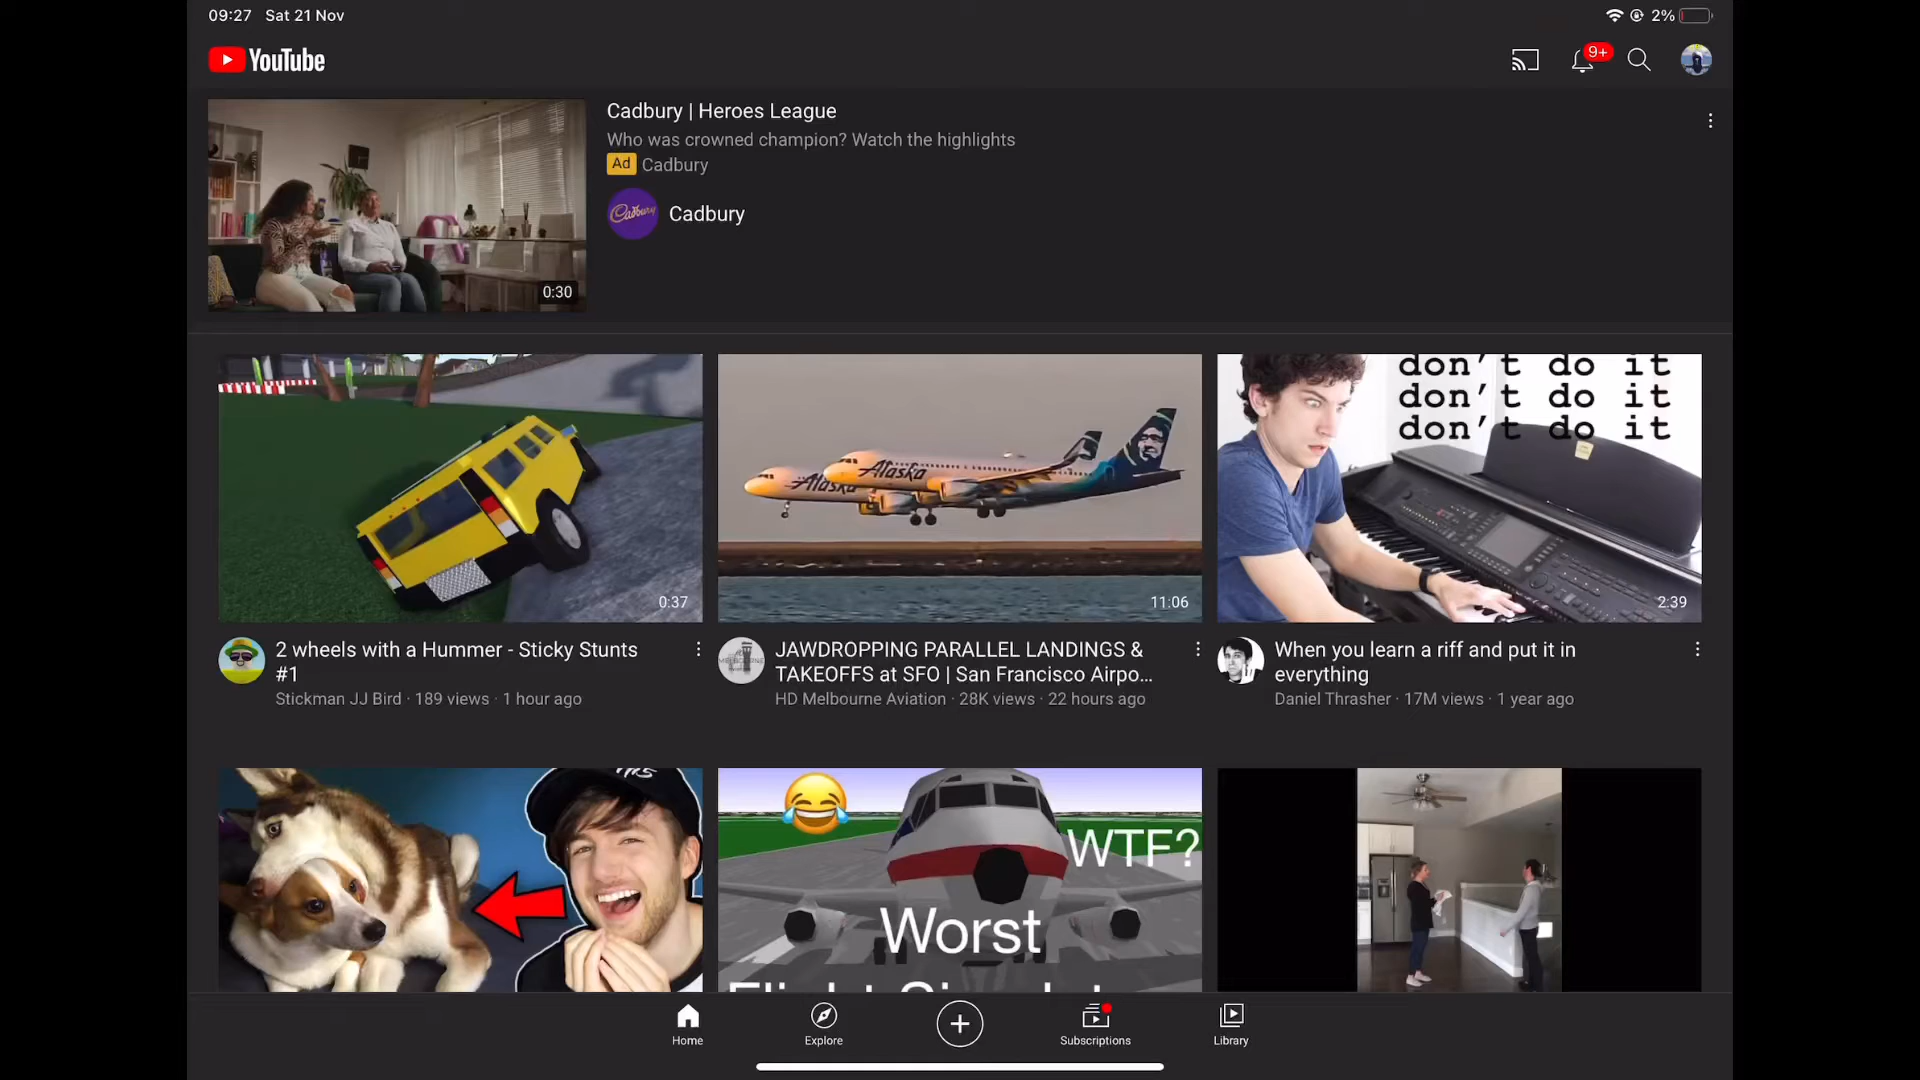 09:27 Sat 21 Nov
2%
YouTube
9+
Cadbury | Heroes League
Who was crowned champion? Watch the highlights
Ad Cadbury
Cadbury
Cadbury
0:30
don't do it
don't do it
don't do it
Alaska
Alaska
0:37
11:06
2:39
2 wheels with a Hummer - Sticky Stunts
#1
Stickman JJ Bird · 189 views · 1 hour ago
JAWDROPPING PARALLEL LANDINGS &
TAKEOFFS at SFO | San Francisco Airpo...
HD Melbourne Aviation · 28K views · 22 hours ago
When you learn a riff and put it in
everything
Daniel Thrasher · 17M views · 1 year ago
WTF?
Worst
Home
Explore
Subscriptions
Library